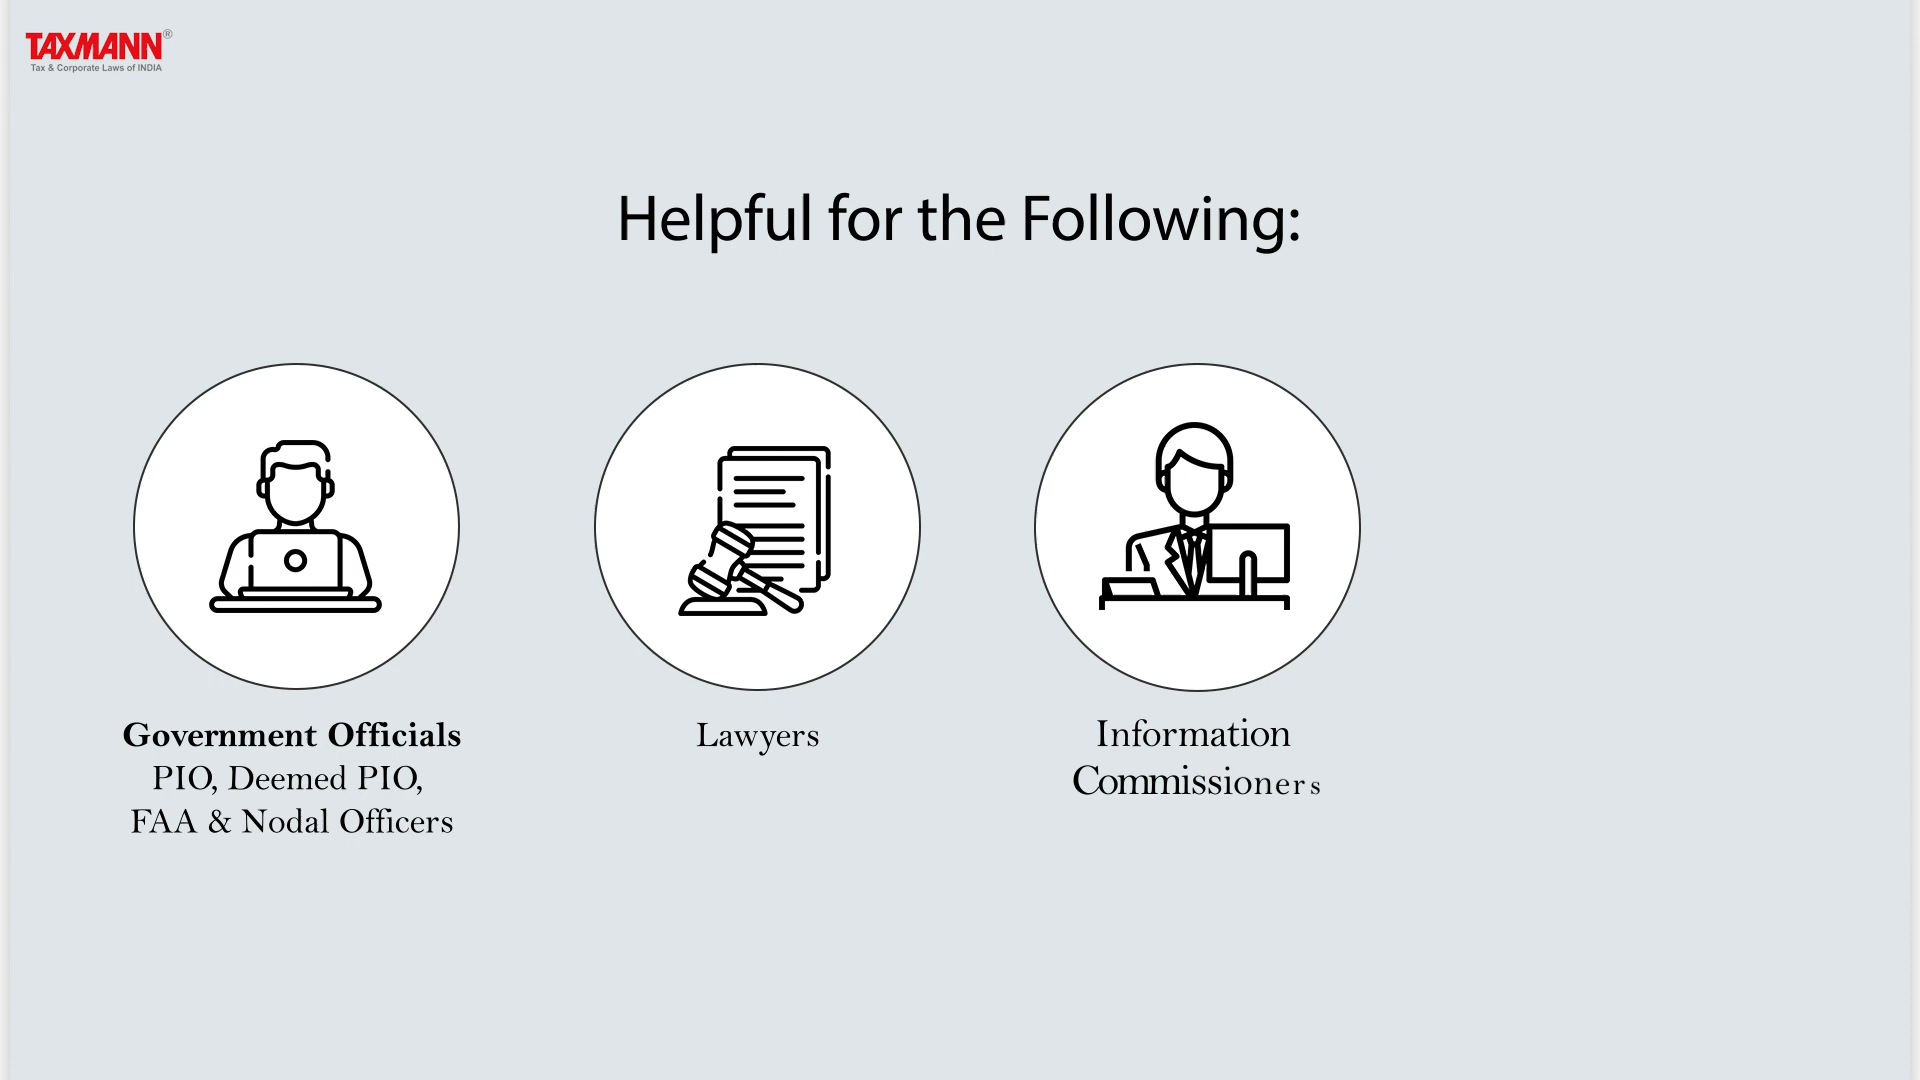 TAXMANN®
Tax & Corporate Laws of INDIA
Helpful for the Following:
Government Officials
PIO, Deemed PIO,
FAA & Nodal Officers
Lawyers
Information
Commissioners